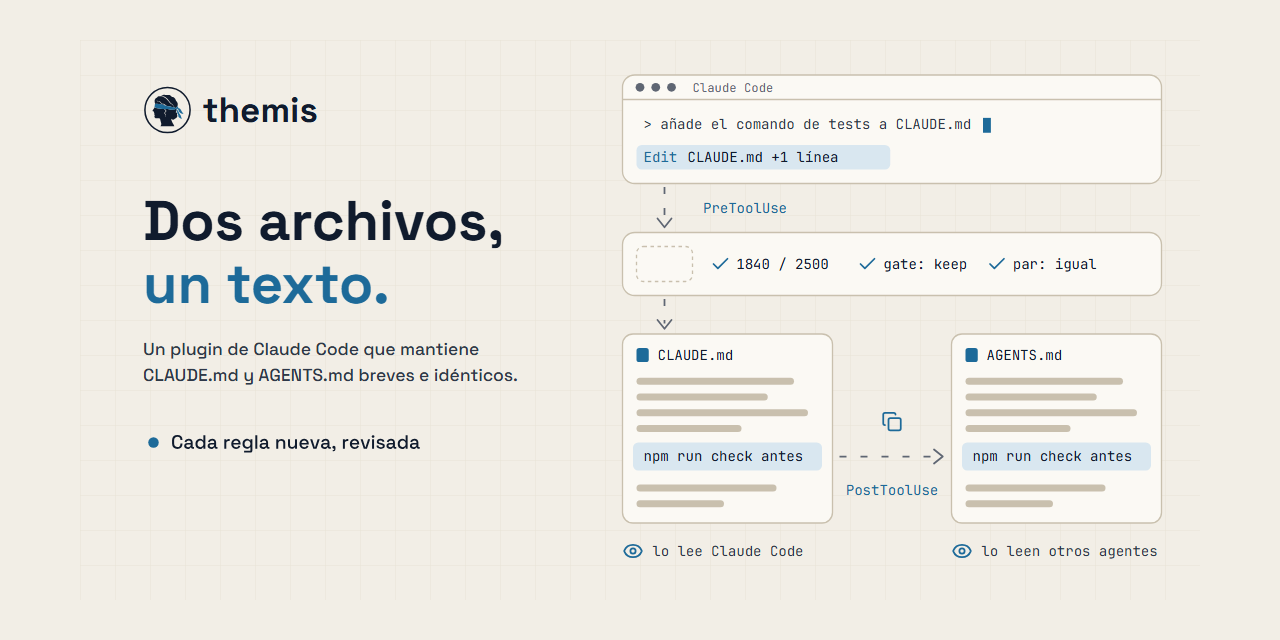 themis
Dos archivos,
un texto.
Un plugin de Claude Code que mantiene
CLAUDE.md y AGENTS.md breves e idénticos.
Cada regla nueva, revisada
Claude Code
> añade el comando de tests a CLAUDE.md
Edit CLAUDE.md +1 línea
PreToolUse
1840 / 2500 gate: keep par: igual
CLAUDE.md
npm run check antes
PostToolUse
AGENTS.md
npm run check antes
lo lee Claude Code
lo leen otros agentes